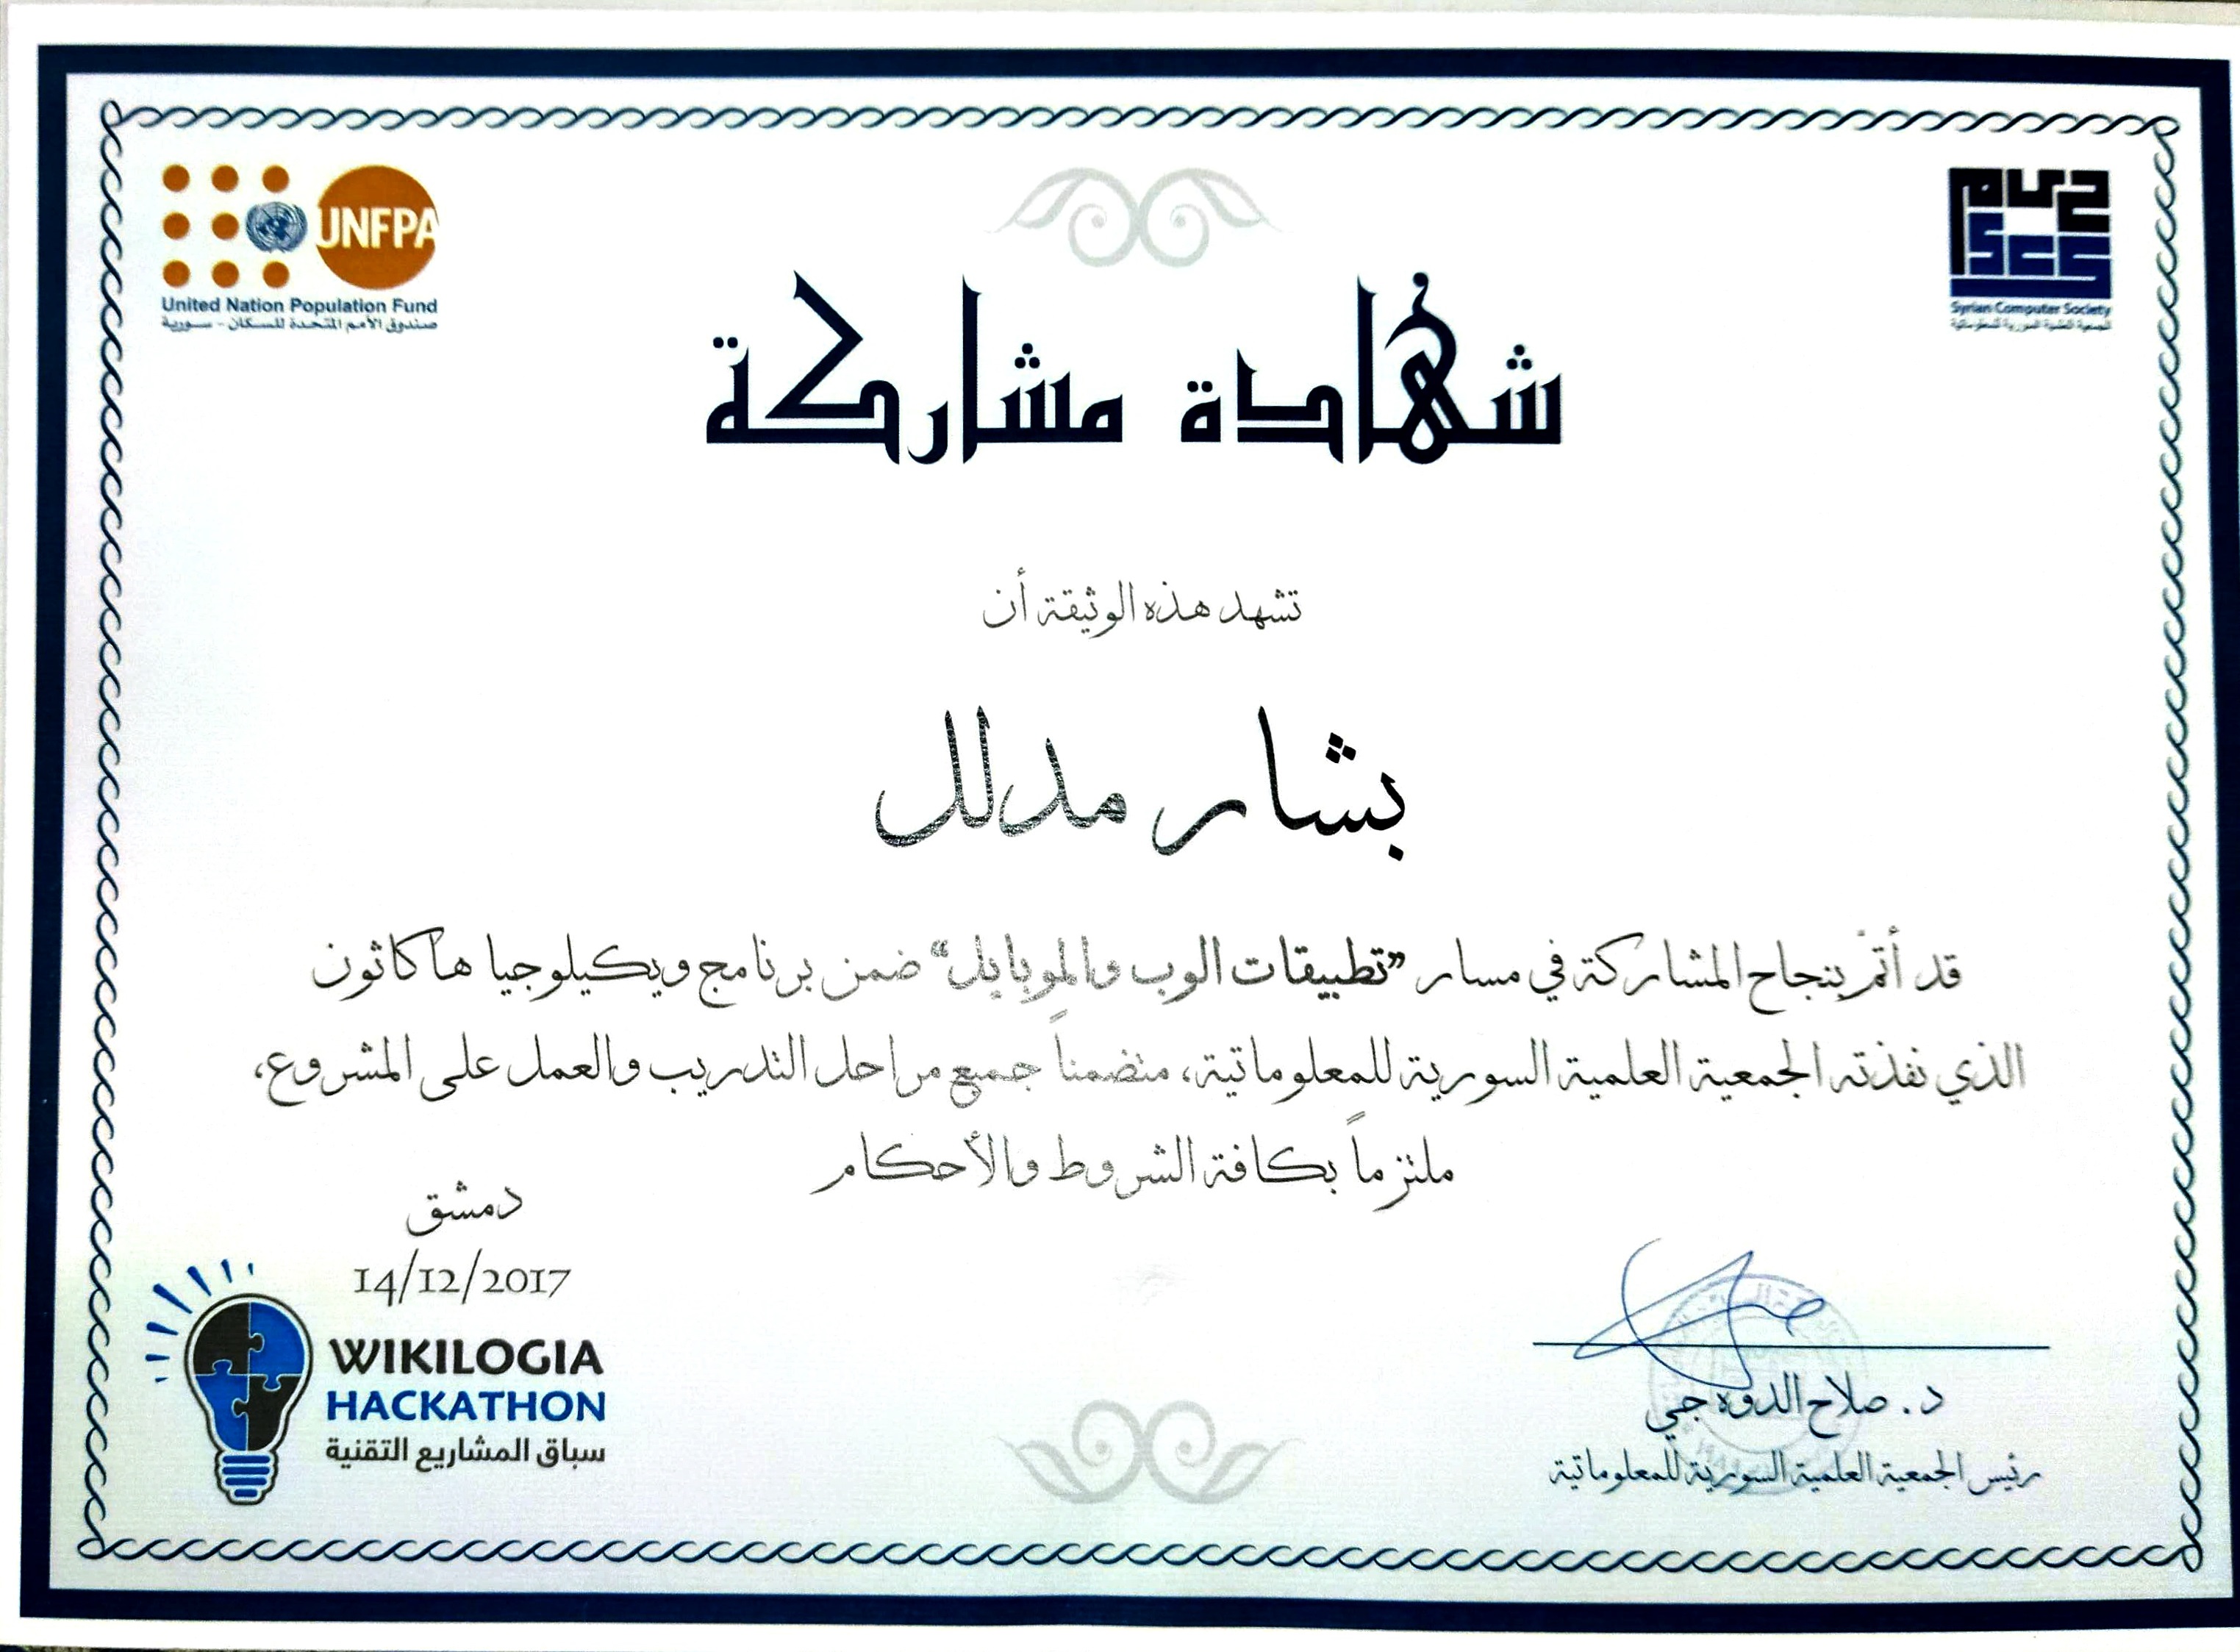 UNFPA
United Nation Population Fund
صندوق الأمم المتحدة للسكان - سورية
SCS
Syrian Computer Society
الجمعية العلمية السورية للمعلوماتية
شهادة مشاركة
تشهد هذه الوثيقة أن
بشار مدلل
قد أتمّ بنجاح المشاركة في مسار "تطبيقات الوب والموبايل" ضمن برنامج ويكيلوجيا هاكاثون
الذي نفذته الجمعية العلمية السورية للمعلوماتية، متضمناً جميع مراحل التدريب والعمل على المشروع،
ملتزماً بكافة الشروط والأحكام
دمشق
14/12/2017
WIKILOGIA
HACKATHON
سباق المشاريع التقنية
د. صلاح الدوه جي
رئيس الجمعية العلمية السورية للمعلوماتية